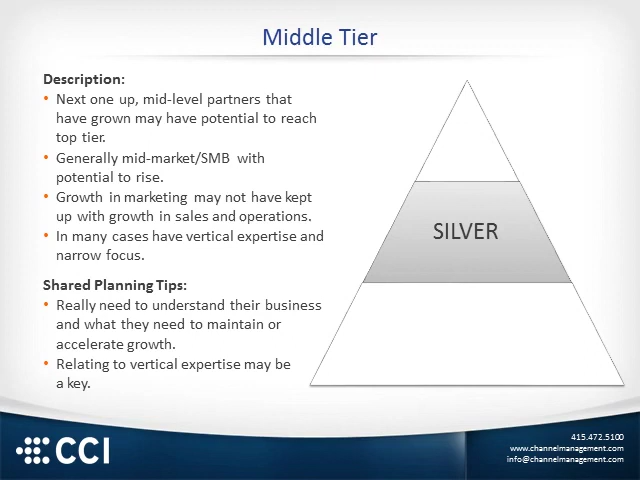 Middle Tier
Description:
• Next one up, mid-level partners that
have grown may have potential to reach
top tier.
• Generally mid-market/SMB with
potential to rise.
• Growth in marketing may not have kept
up with growth in sales and operations.
• In many cases have vertical expertise and
narrow focus.
Shared Planning Tips:
• Really need to understand their business
and what they need to maintain or
accelerate growth.
• Relating to vertical expertise may be
a key.
SILVER
CCI
415.472.5100
www.channelmanagement.com
info@channelmanagement.com